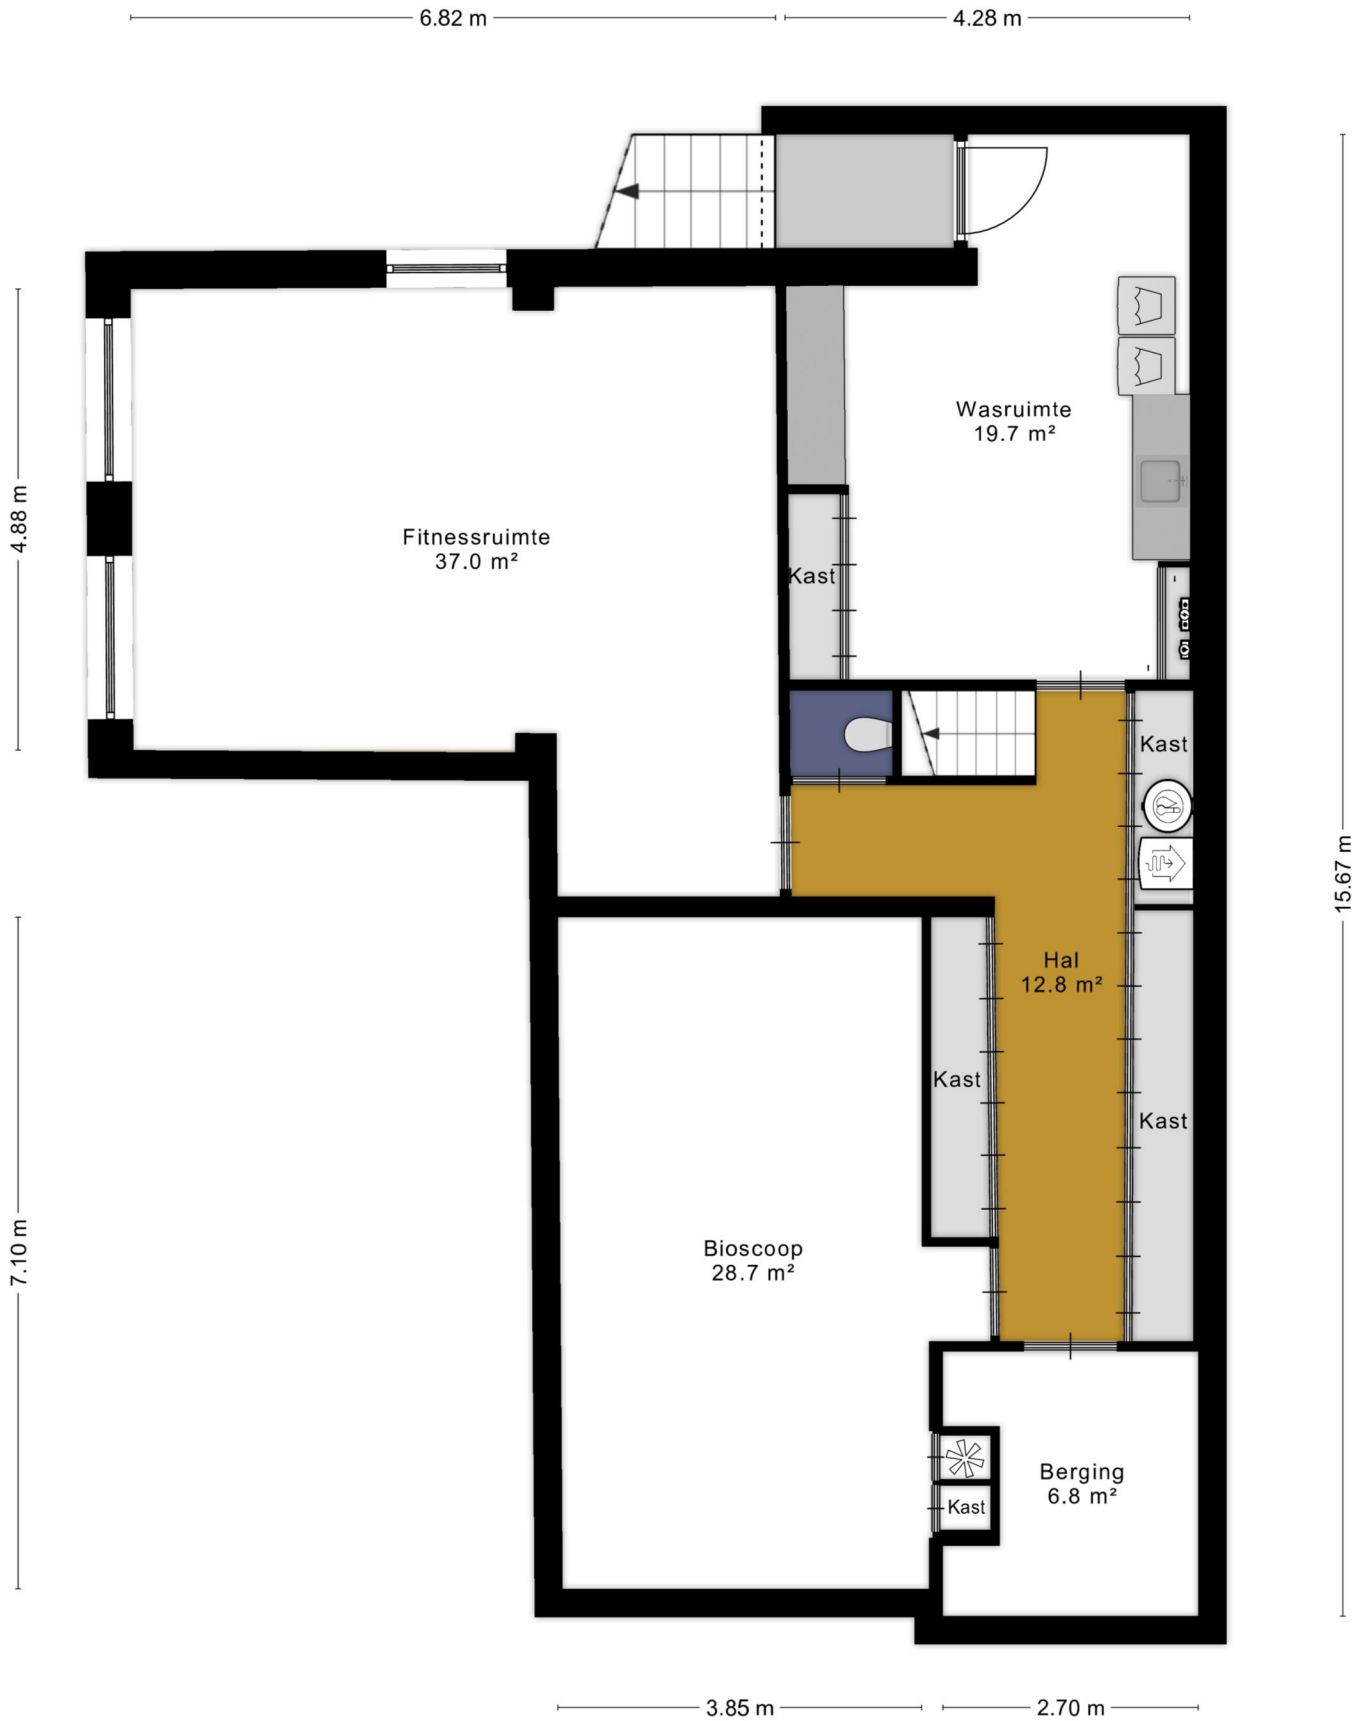 6.82 m
4.28 m
Wasruimte
19.7 m²
4.88 m
Fitnessruimte
37.0 m²
Kast
Kast
15.67 m
Hal
12.8 m²
Kast
Kast
7.10 m
Bioscoop
28.7 m²
Berging
6.8 m²
Kast
3.85 m
2.70 m